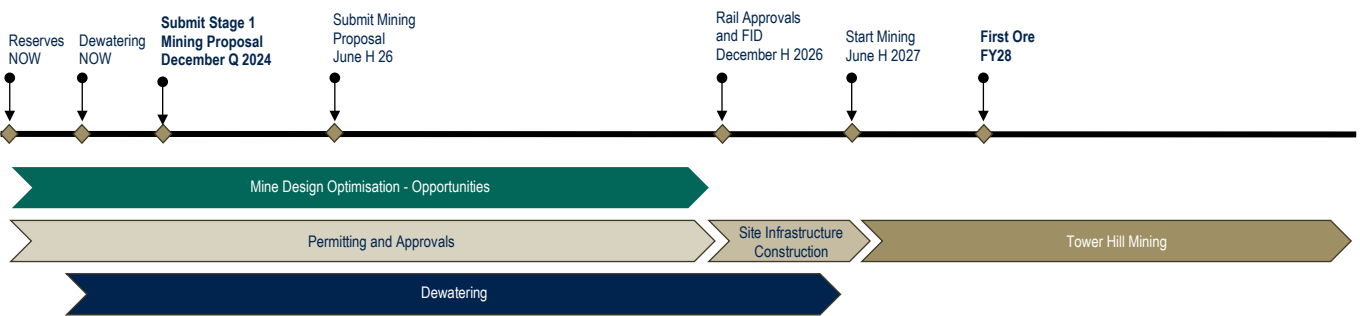 Reserves
NOW
Dewatering
NOW
Submit Stage 1
Mining Proposal
December Q 2024
Submit Mining
Proposal
June H 26
Rail Approvals
and FID
December H 2026
Start Mining
June H 2027
First Ore
FY28
Mine Design Optimisation - Opportunities
Permitting and Approvals
Site Infrastructure
Construction
Tower Hill Mining
Dewatering